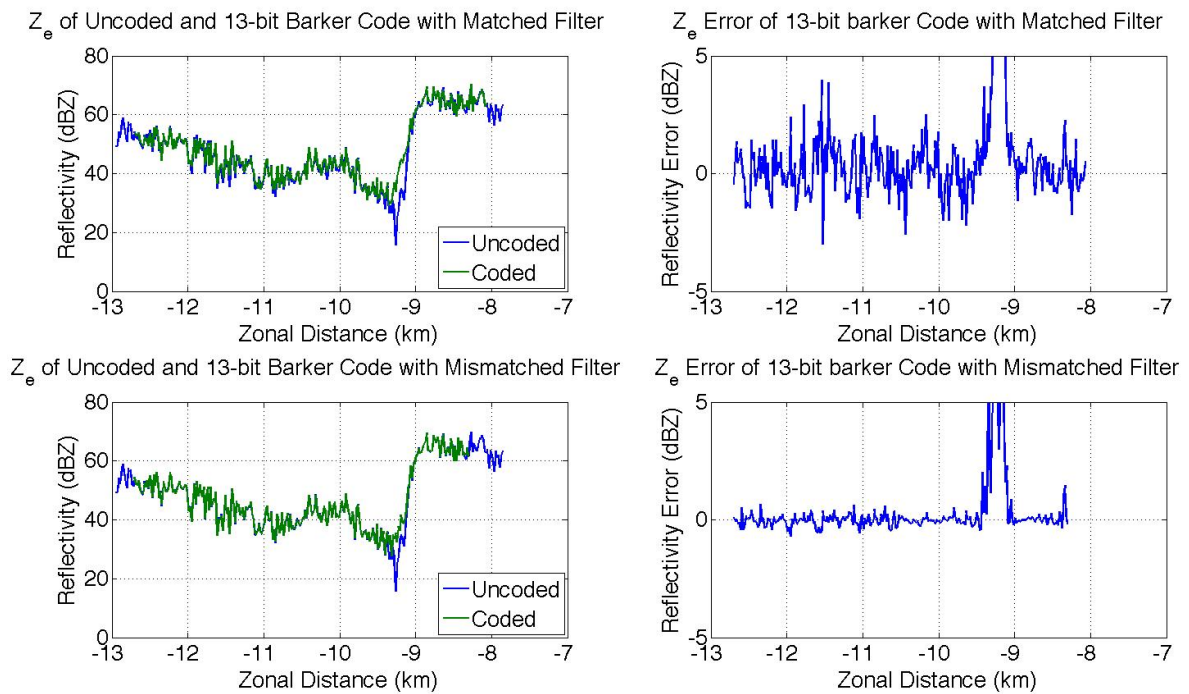 Zₑ of Uncoded and 13-bit Barker Code with Matched Filter
80
60
40
20
0
Reflectivity (dBZ)
Uncoded
Coded
-13 -12 -11 -10 -9 -8 -7
Zonal Distance (km)
Zₑ Error of 13-bit barker Code with Matched Filter
5
0
-5
Reflectivity Error (dBZ)
-13 -12 -11 -10 -9 -8 -7
Zonal Distance (km)
Zₑ of Uncoded and 13-bit Barker Code with Mismatched Filter
80
60
40
20
0
Reflectivity (dBZ)
Uncoded
Coded
-13 -12 -11 -10 -9 -8 -7
Zonal Distance (km)
Zₑ Error of 13-bit barker Code with Mismatched Filter
5
0
-5
Reflectivity Error (dBZ)
-13 -12 -11 -10 -9 -8 -7
Zonal Distance (km)